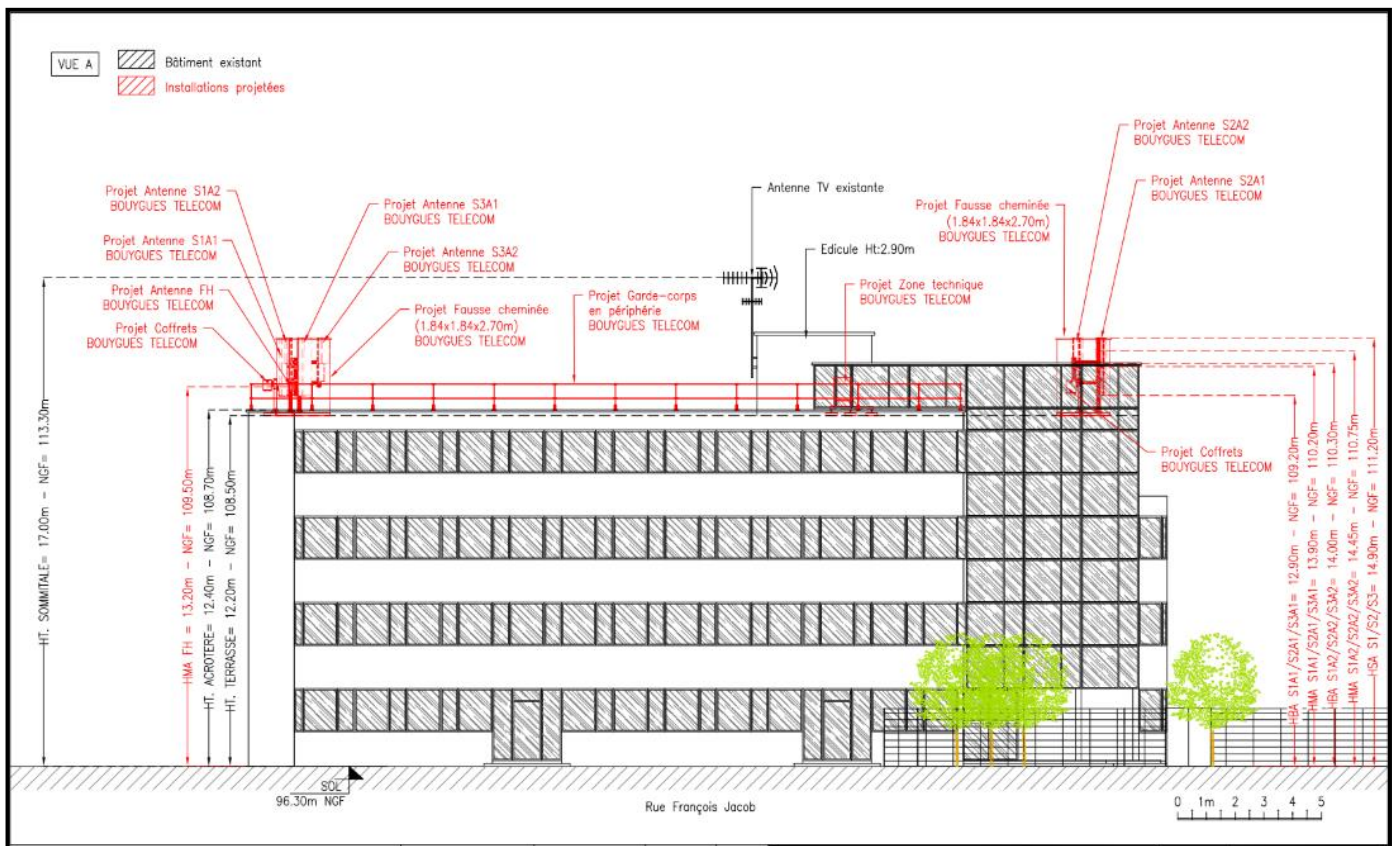 VUE A
Bâtiment existant
Installations projetées
Projet Antenne S2A2
BOUYGUES TELECOM
Projet Antenne S1A2
BOUYGUES TELECOM
Projet Antenne S3A1
BOUYGUES TELECOM
Antenne TV existante
Projet Antenne S2A1
BOUYGUES TELECOM
Projet Fausse cheminée
(1.84x1.84x2.70m)
BOUYGUES TELECOM
Projet Antenne S1A1
BOUYGUES TELECOM
Projet Antenne S3A2
BOUYGUES TELECOM
Edicule Ht:2.90m
Projet Antenne FH
BOUYGUES TELECOM
Projet Zone technique
BOUYGUES TELECOM
Projet Garde-corps
en périphérie
BOUYGUES TELECOM
Projet Fausse cheminée
(1.84x1.84x2.70m)
BOUYGUES TELECOM
Projet Coffrets
BOUYGUES TELECOM
Projet Coffrets
BOUYGUES TELECOM
HT. SOMMITALE= 17.00m - NGF= 113.30m
HMA FH = 13.20m - NGF= 109.50m
HT. ACROTERE= 12.40m - NGF= 108.70m
HT. TERRASSE= 12.20m - NGF= 108.50m
HBA S1A1/S2A1/S3A1= 12.90m - NGF= 109.20m
HMA S1A1/S2A1/S3A1= 13.90m - NGF= 110.20m
HBA S1A2/S2A2/S3A2= 14.00m - NGF= 110.30m
HMA S1A2/S2A2/S3A2= 14.45m - NGF= 110.75m
HSA S1/S2/S3= 14.90m - NGF= 111.20m
SOL
96.30m NGF
Rue François Jacob
0 1m 2 3 4 5